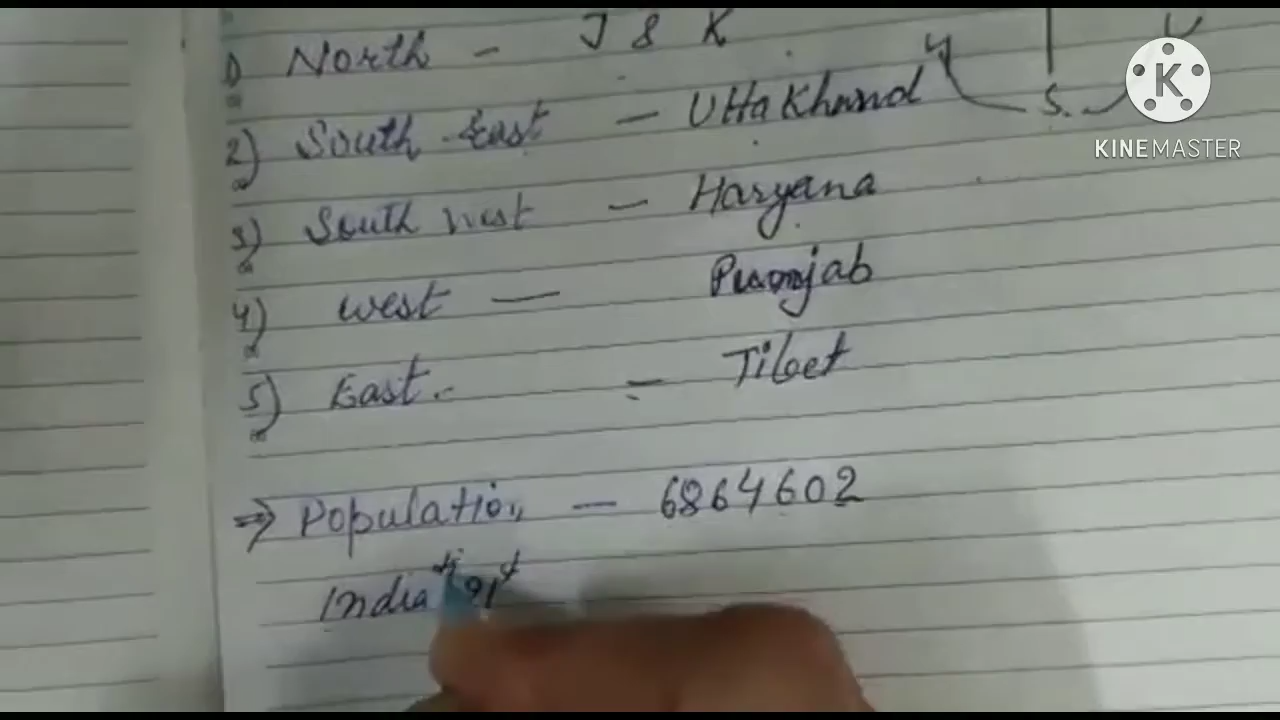 1) North - J & K
2) South East - Uttakhand
3) South west - Haryana
4) west - Punjab
5) East. - Tibet
⇒ Population - 6864602
India
S.
K
KINEMASTER